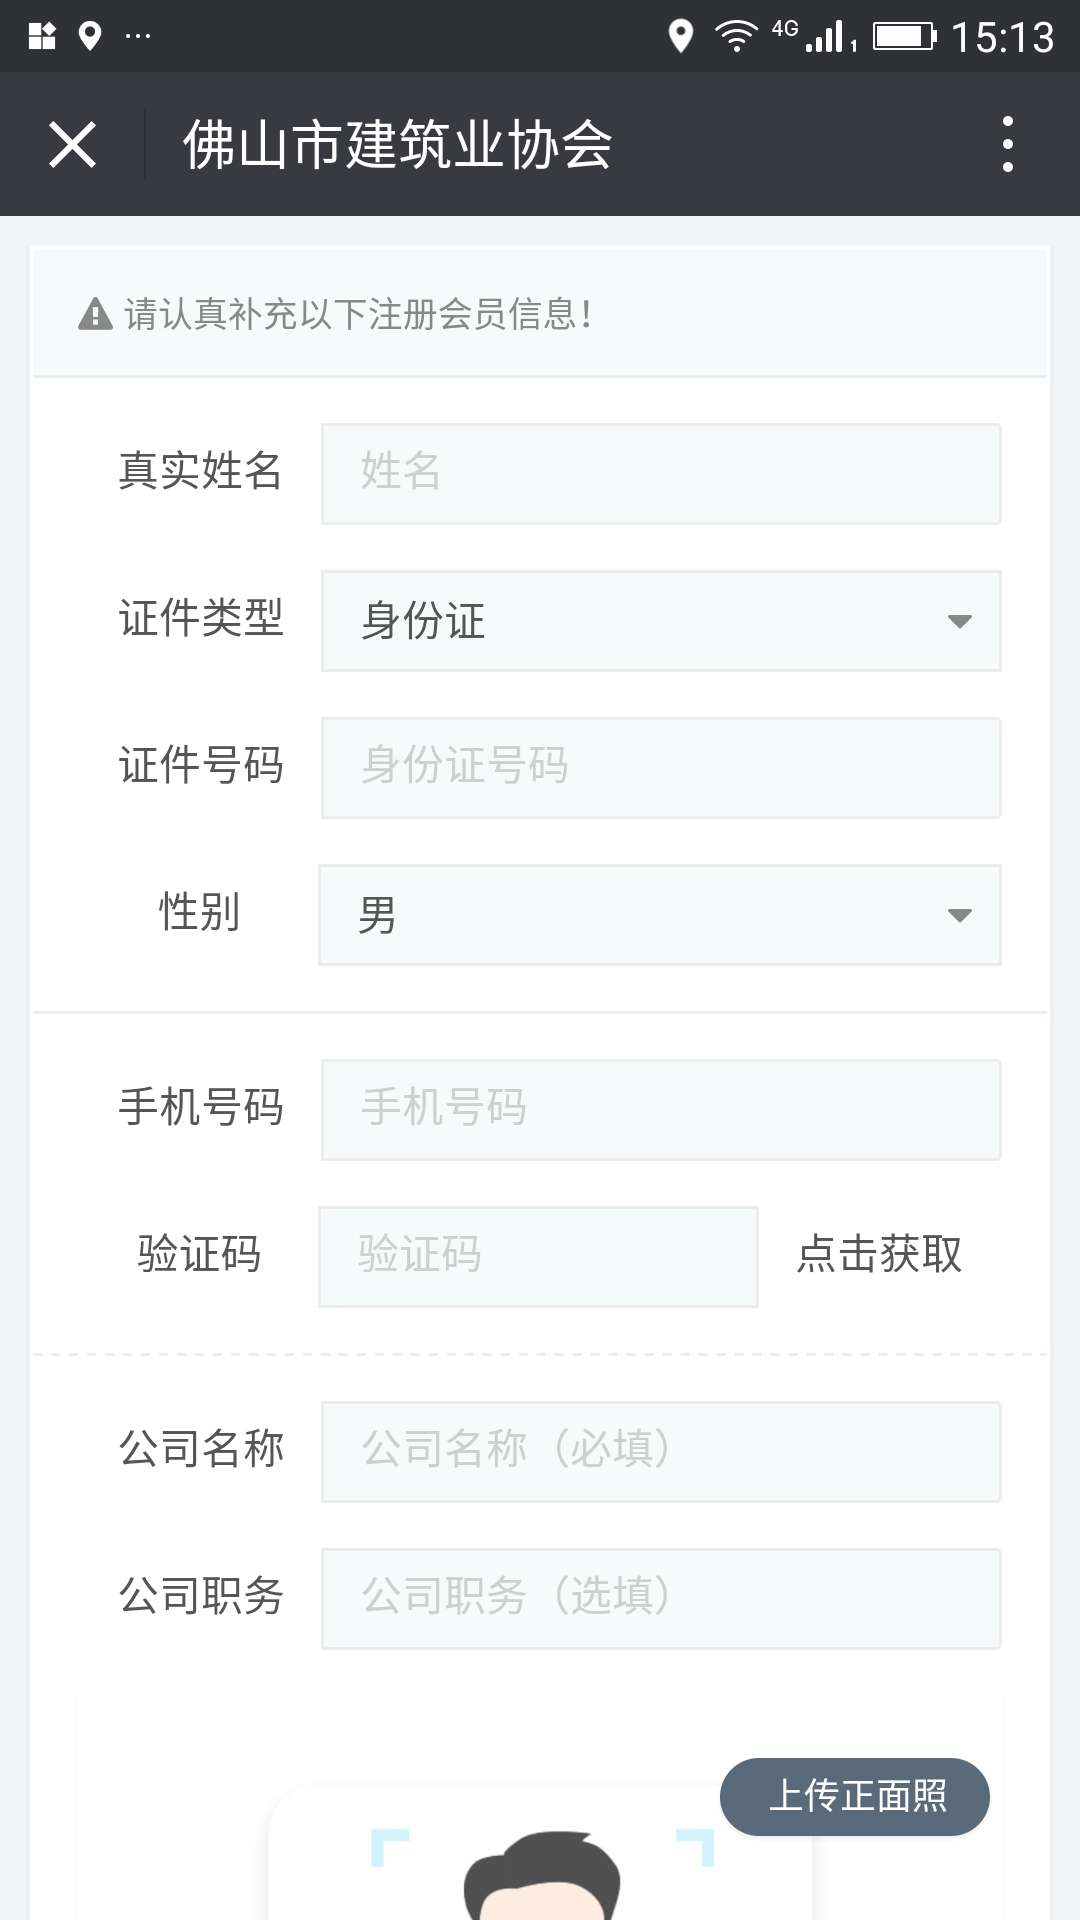 4G 1 15:13
佛山市建筑业协会
请认真补充以下注册会员信息!
真实姓名 姓名
证件类型 身份证
证件号码 身份证号码
性别 男
手机号码 手机号码
验证码 验证码 点击获取
公司名称 公司名称（必填）
公司职务 公司职务（选填）
上传正面照